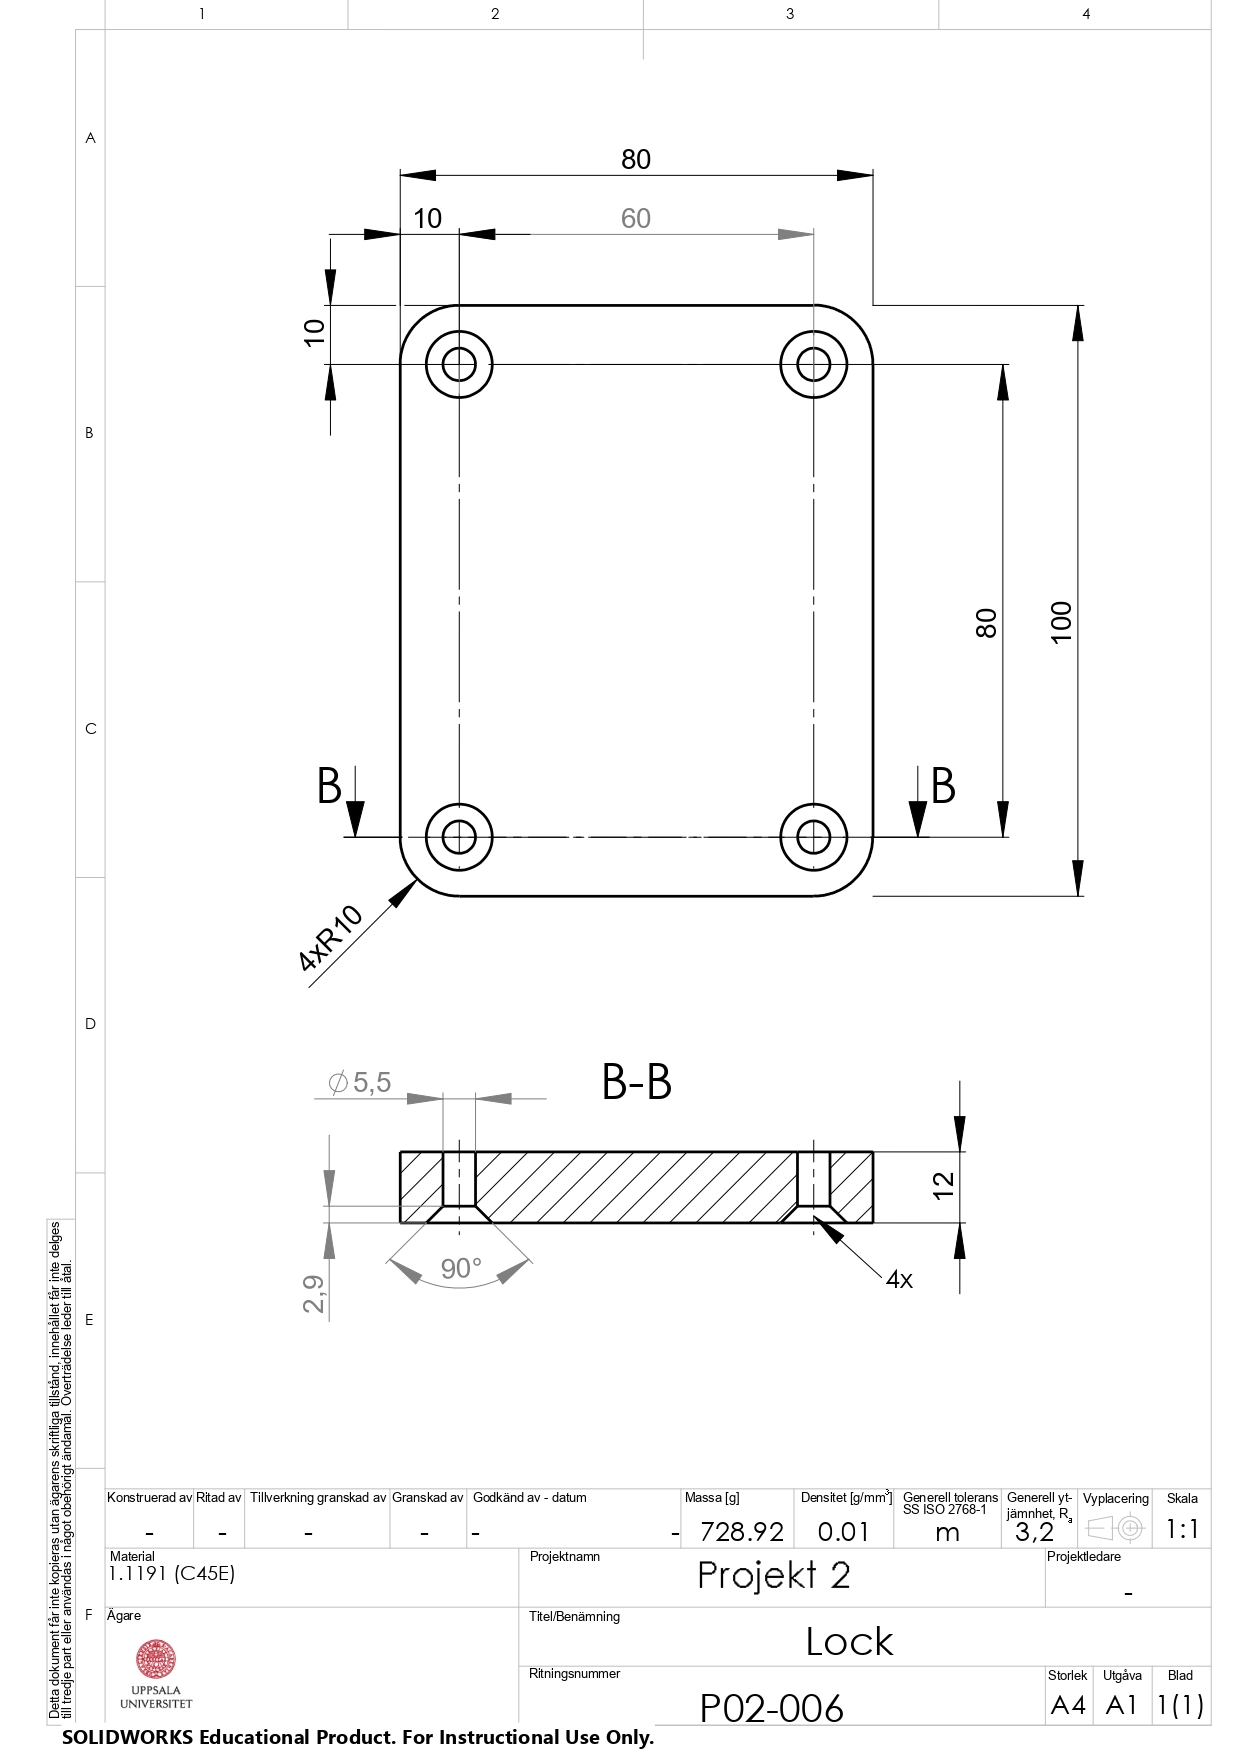 1 2 3 4
A
80
10 60
10
B
80
100
C
B B
4xR10
D
B-B
⌀5,5
12
90°
2,9
4x
E
Detta dokument får inte kopieras utan ägarens skriftliga tillstånd, innehållet får inte delges
till tredje part eller användas i något obehörigt ändamål. Överträdelse leder till åtal.
Konstruerad av Ritad av Tillverkning granskad av Granskad av Godkänd av - datum Massa [g] Densitet [g/mm³] Generell tolerans Generell yt- Vyplacering Skala
SS ISO 2768-1 jämnhet, Ra
- - - - - - 728.92 0.01 m 3,2 1:1
Material Projektnamn Projektledare
1.1191 (C45E) Projekt 2 -
F
Ägare Titel/Benämning
Lock
Ritningsnummer Storlek Utgåva Blad
UPPSALA
UNIVERSITET
P02-006 A4 A1 1(1)
SOLIDWORKS Educational Product. For Instructional Use Only.